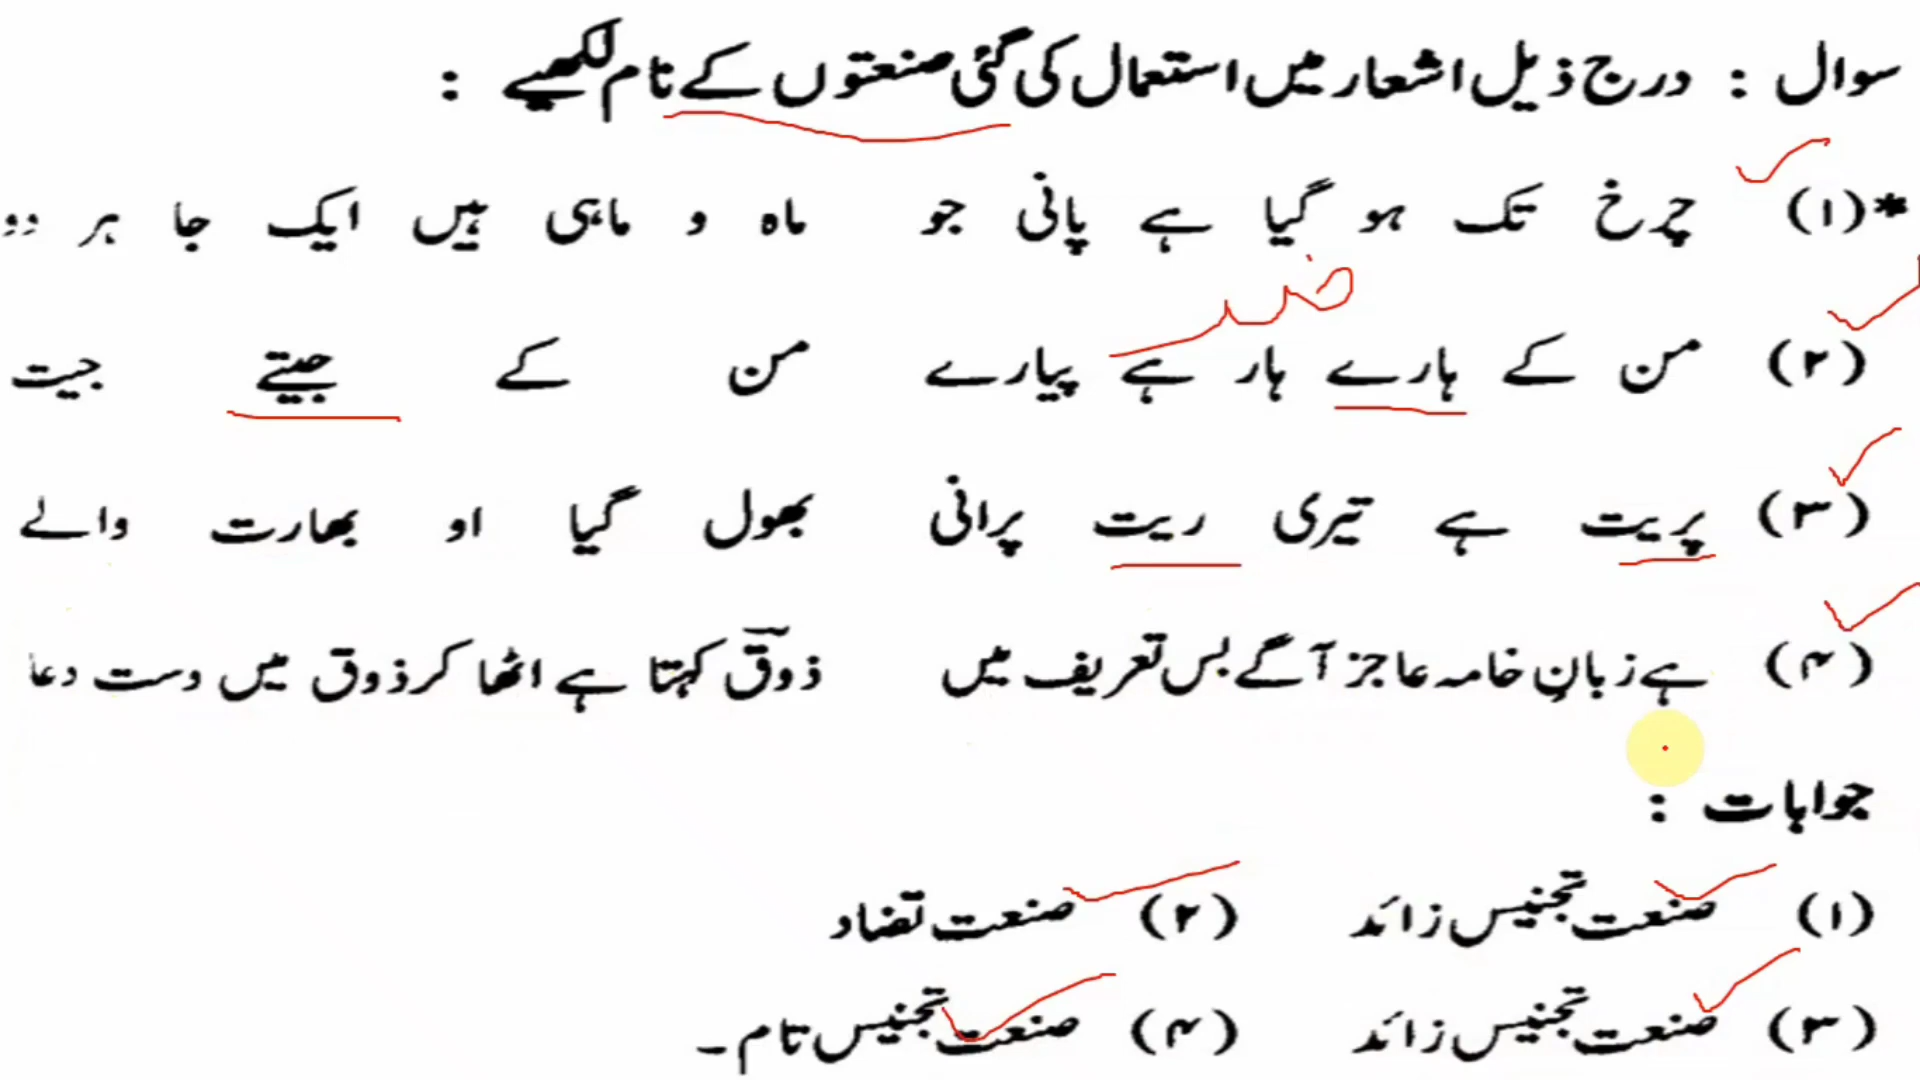 سوال : درج ذیل اشعار میں استعمال کی گئی صنعتوں کے نام لکھیے :
*(۱) چرخ تک ہو گیا ہے پانی جو ماہ و ماہی ہیں ایک جا ہر دو
ضد
(۲) من کے ہارے ہار ہے پیارے من کے جیتے جیت
(۳) پریت ہے تیری ریت پرانی بھول گیا او بھارت والے
(۴) ہے زبانِ خامہ عاجز آگے بس تعریف میں ذوقؔ کہتا ہے اٹھا کر ذوق میں دست دعا
جوابات :
(۱) صنعت تجنیس زائد (۲) صنعت تضاد
(۳) صنعت تجنیس زائد (۴) صنعت تجنیس تام۔